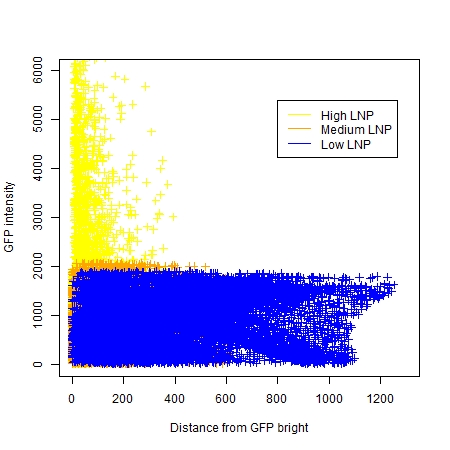 6000
5000
4000
3000
2000
1000
0
GFP Intensity
High LNP
Medium LNP
Low LNP
0 200 400 600 800 1000 1200
Distance from GFP bright